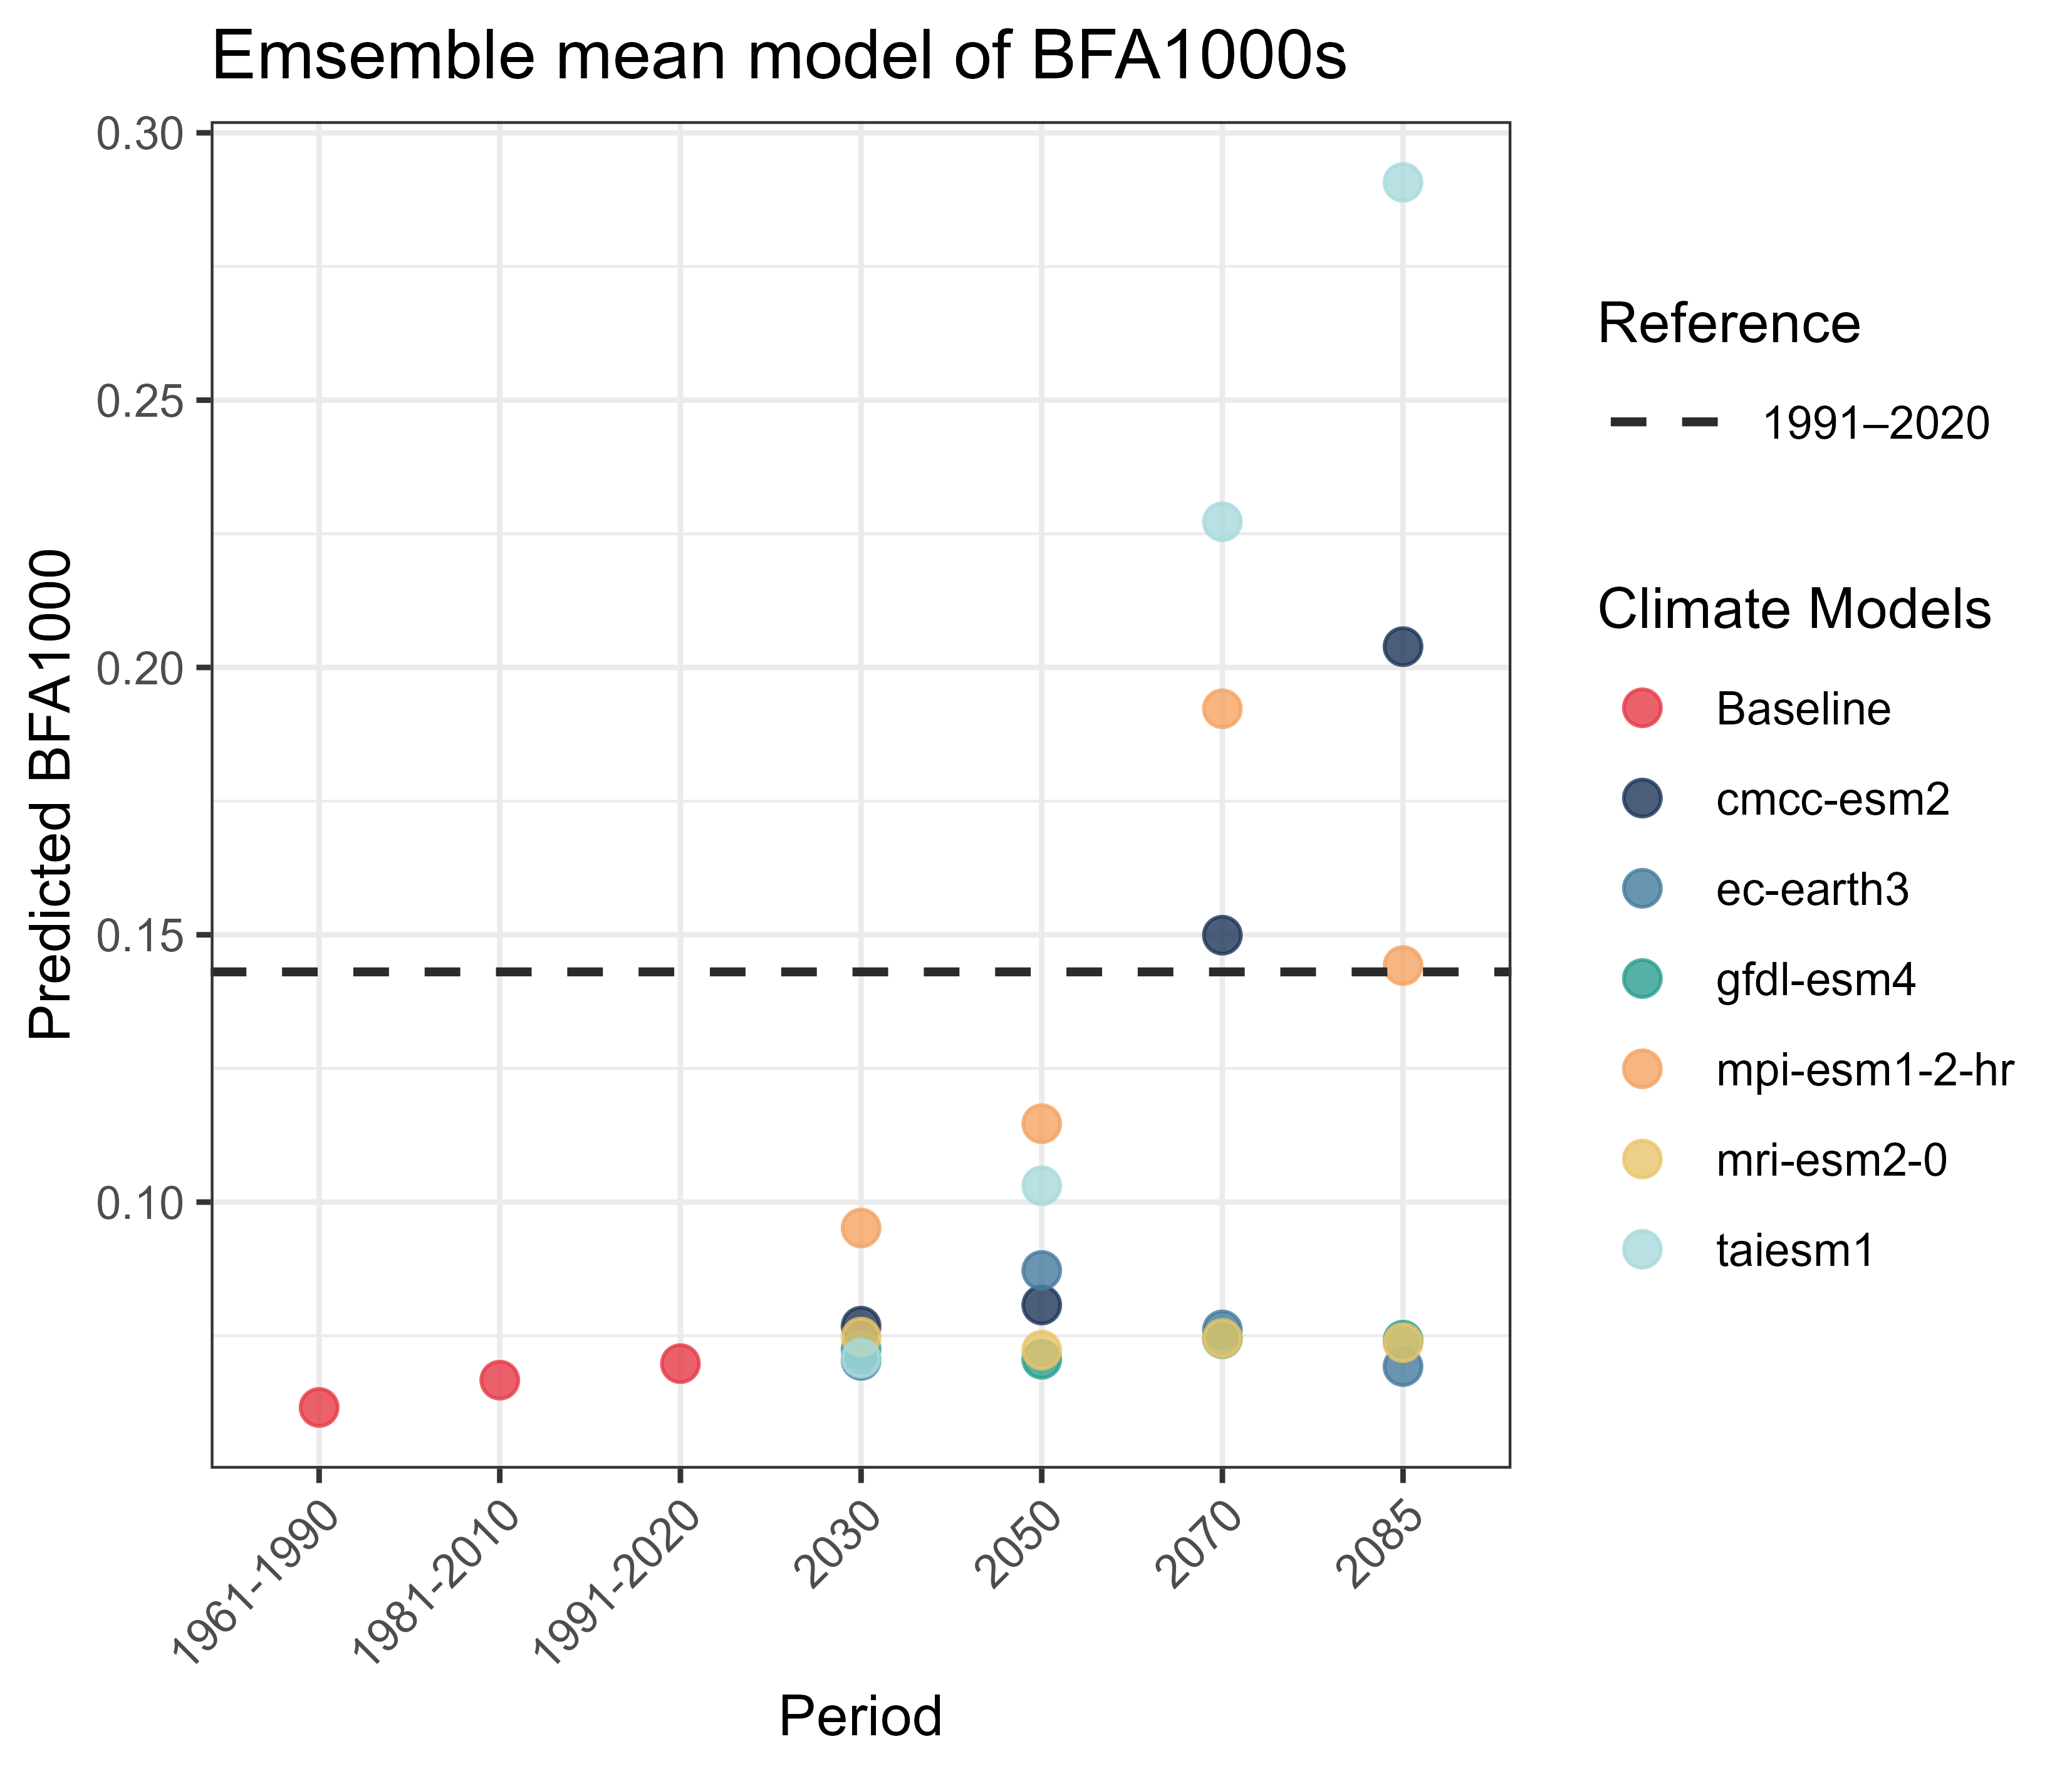 Emsemble mean model of BFA1000s
0.30
0.25
0.20
0.15
0.10
Predicted BFA1000
1961-1990
1981-2010
1991-2020
2030
2050
2070
2085
Period
Reference
1991–2020
Climate Models
Baseline
cmcc-esm2
ec-earth3
gfdl-esm4
mpi-esm1-2-hr
mri-esm2-0
taiesm1